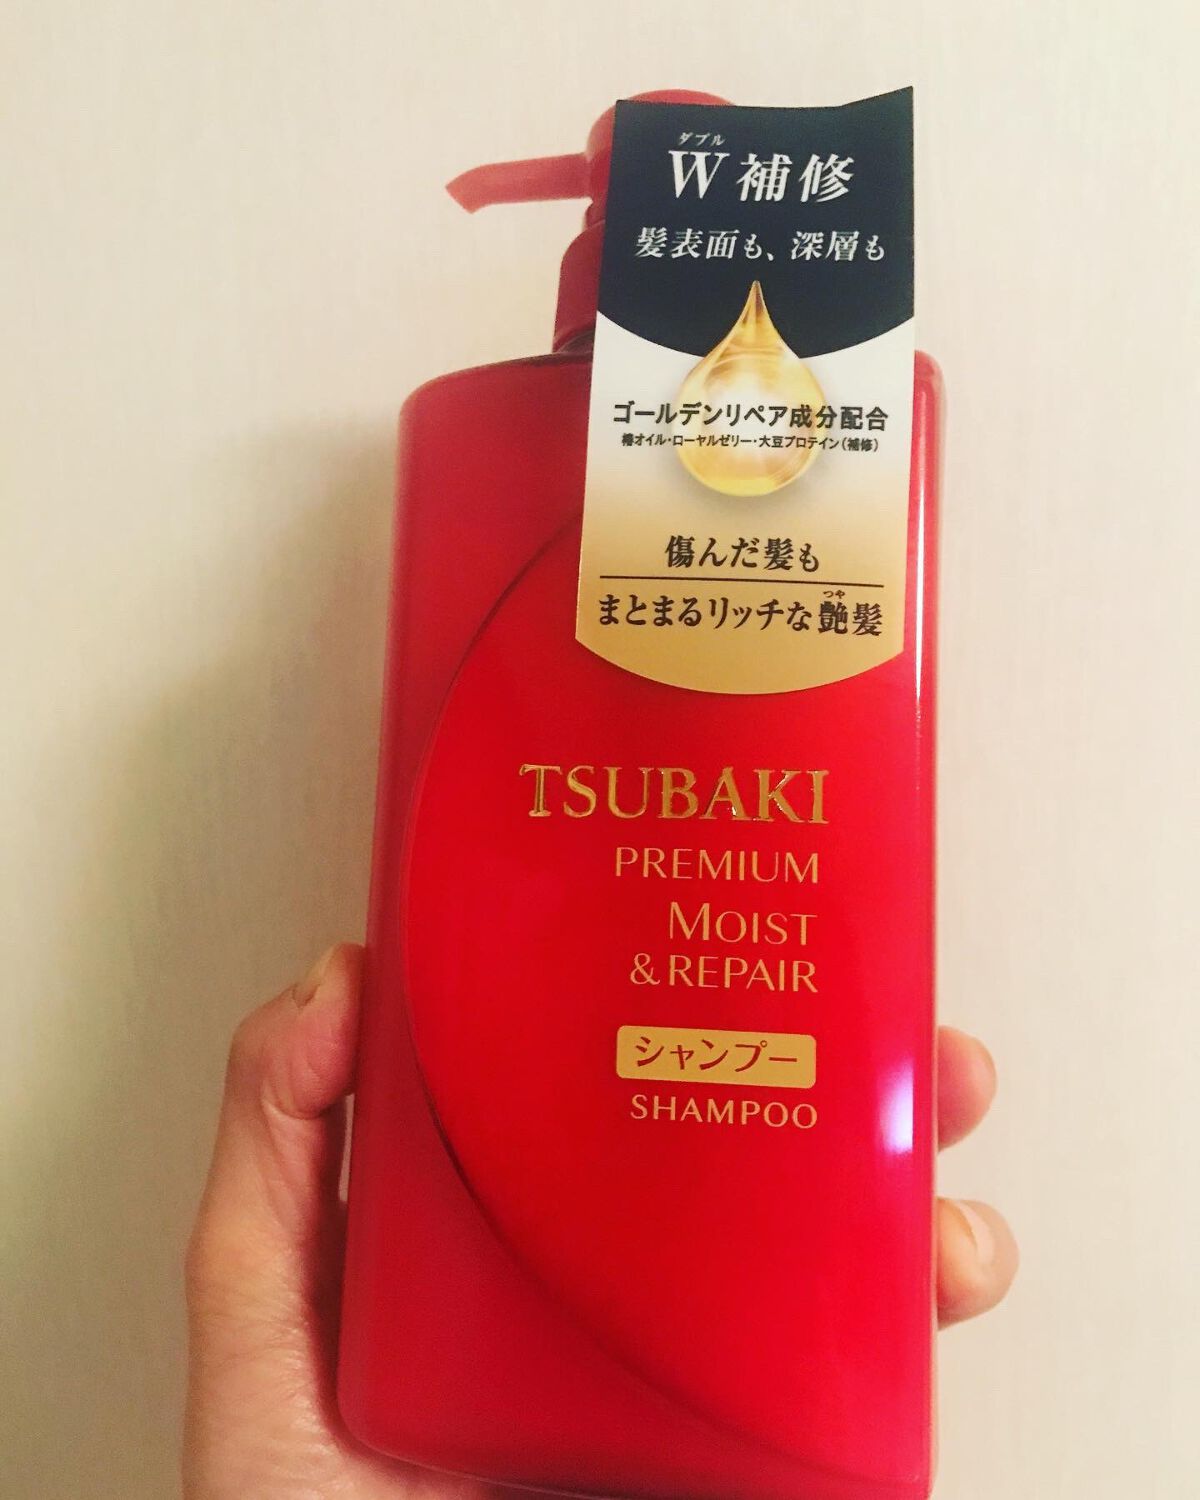 ダブル
W補修
髪表面も、深層も
ゴールデンリペア成分配合
椿オイル・ローヤルゼリー・大豆プロテイン(補修)
傷んだ髪も
つや
まとまるリッチな艶髪
TSUBAKI
PREMIUM
MOIST
&REPAIR
シャンプー
SHAMPOO